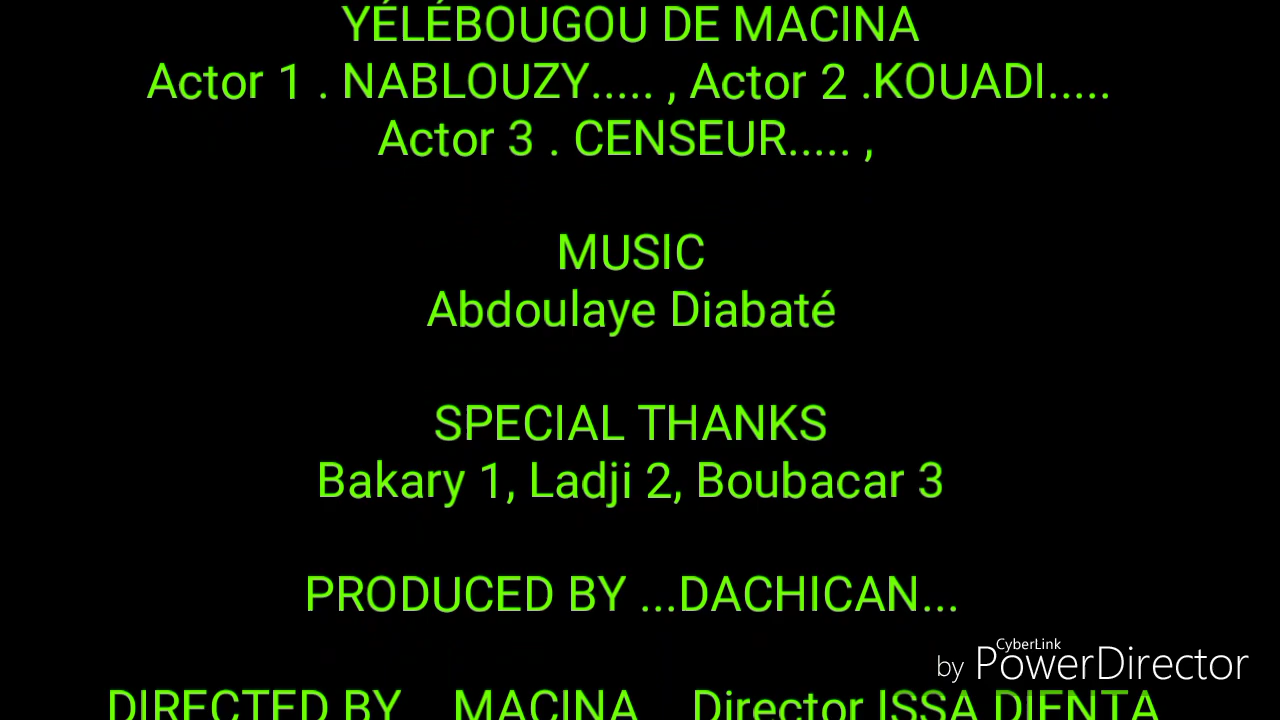 YÉLÉBOUGOU DE MACINA
Actor 1 . NABLOUZY..... , Actor 2 .KOUADI.....
Actor 3 . CENSEUR..... ,
MUSIC
Abdoulaye Diabaté
SPECIAL THANKS
Bakary 1, Ladji 2, Boubacar 3
PRODUCED BY ...DACHICAN...
CyberLink
by PowerDirector
DIRECTED BY MACINA Director ISSA DIENTA